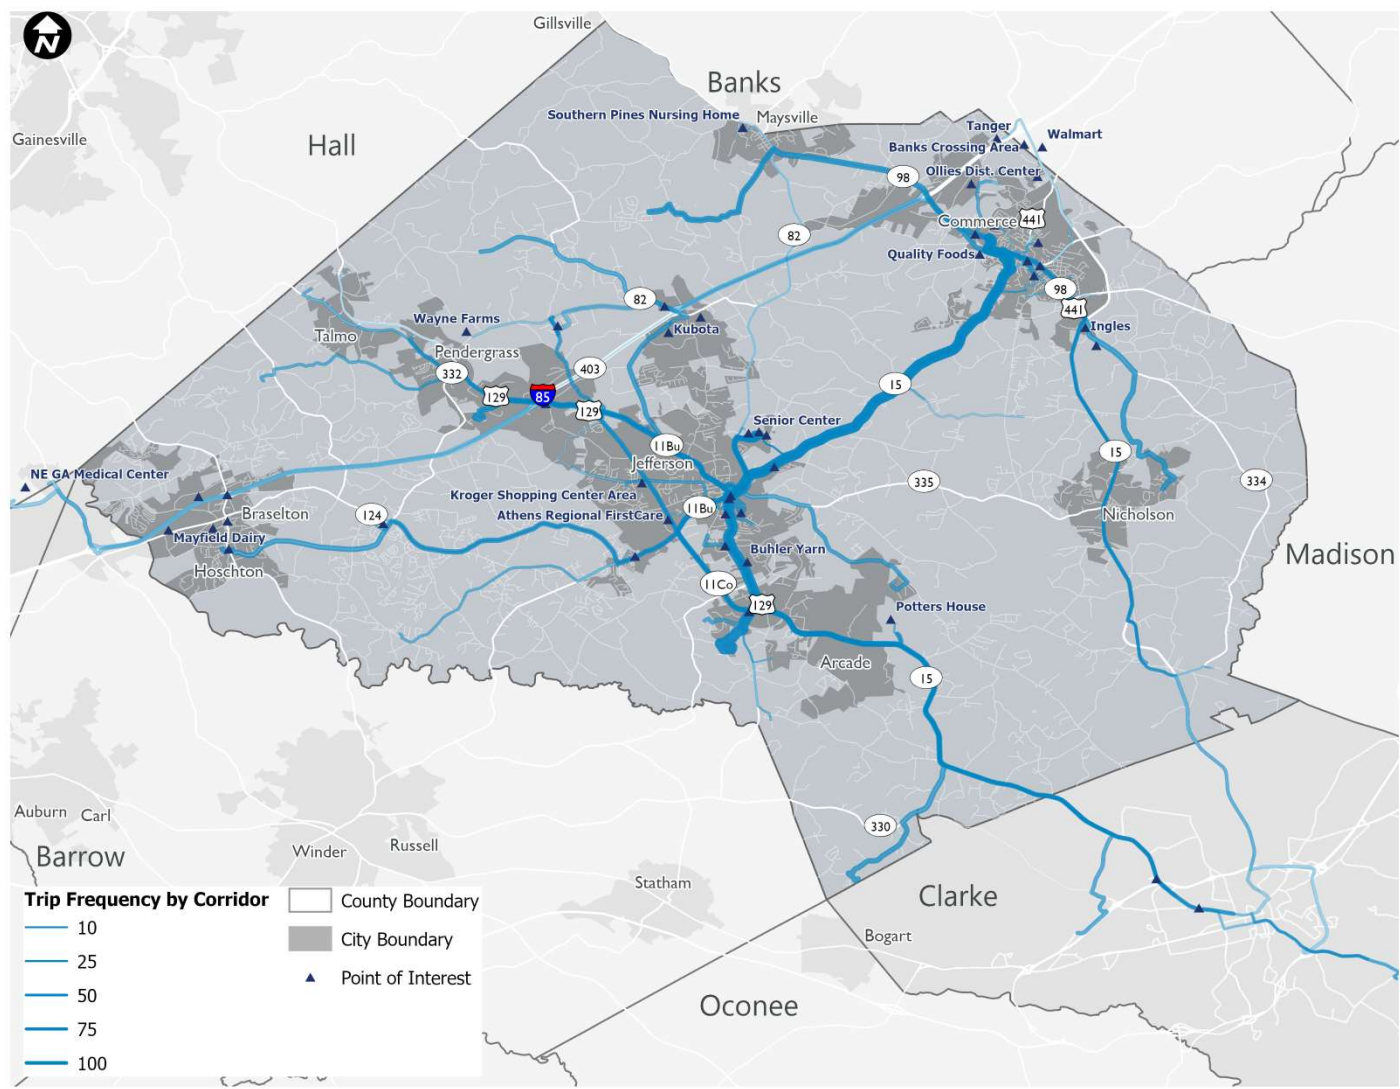 N
Gillsville
Banks
Gainesville
Hall
Southern Pines Nursing Home
Maysville
Tanger
Walmart
Banks Crossing Area
Ollies Dist. Center
98
441
Commerce
82
Quality Foods
98
82
441
Wayne Farms
Kubota
Ingles
Talmo
Pendergrass
332
403
15
129
85
129
Senior Center
11Bu
15
Jefferson
NE GA Medical Center
335
334
Kroger Shopping Center Area
11Bu
Braselton
124
Athens Regional FirstCare
Nicholson
Mayfield Dairy
Buhler Yarn
Madison
Hoschton
11Co
129
Potters House
Arcade
15
Auburn
Carl
330
Barrow
Winder
Russell
Statham
Clarke
Bogart
Oconee
Trip Frequency by Corridor
10
25
50
75
100
County Boundary
City Boundary
Point of Interest